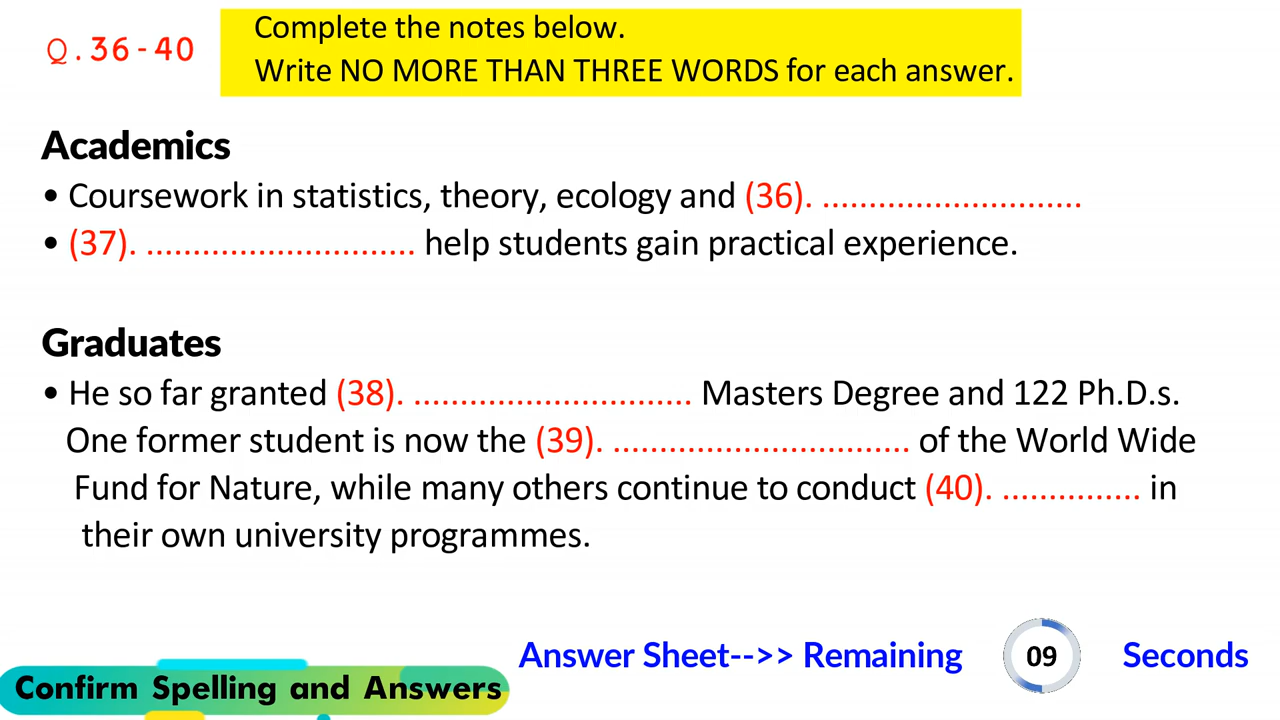 Q.36-40
Complete the notes below.
Write NO MORE THAN THREE WORDS for each answer.
Academics
• Coursework in statistics, theory, ecology and (36). ............................
• (37). ............................. help students gain practical experience.
Graduates
• He so far granted (38). .............................. Masters Degree and 122 Ph.D.s.
One former student is now the (39). ................................ of the World Wide
Fund for Nature, while many others continue to conduct (40). ............... in
their own university programmes.
Answer Sheet-->> Remaining 09 Seconds
Confirm Spelling and Answers